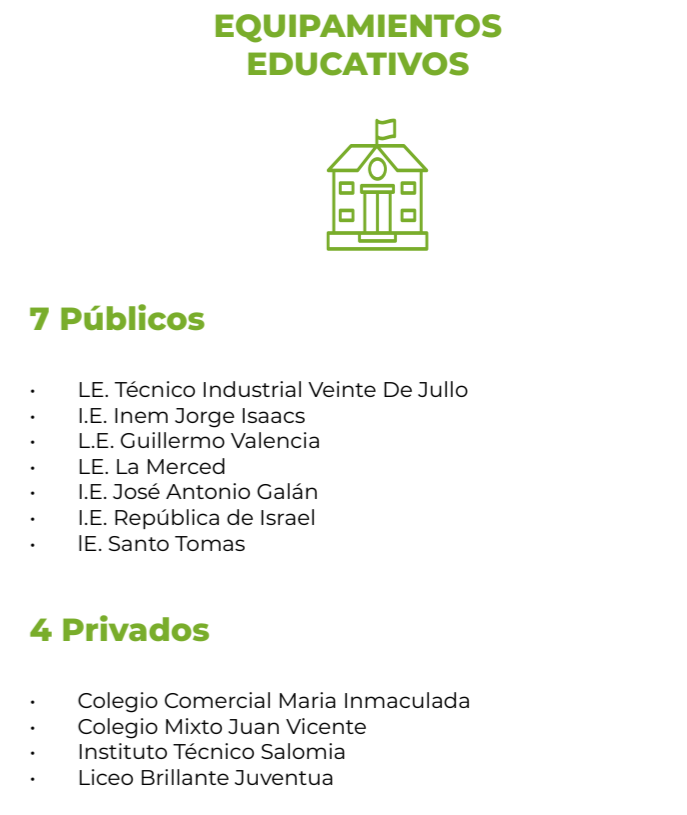 EQUIPAMIENTOS
EDUCATIVOS
7 Públicos
• LE. Técnico Industrial Veinte De Jullo
• I.E. Inem Jorge Isaacs
• L.E. Guillermo Valencia
• LE. La Merced
• I.E. José Antonio Galán
• I.E. República de Israel
• lE. Santo Tomas
4 Privados
• Colegio Comercial Maria Inmaculada
• Colegio Mixto Juan Vicente
• Instituto Técnico Salomia
• Liceo Brillante Juventua